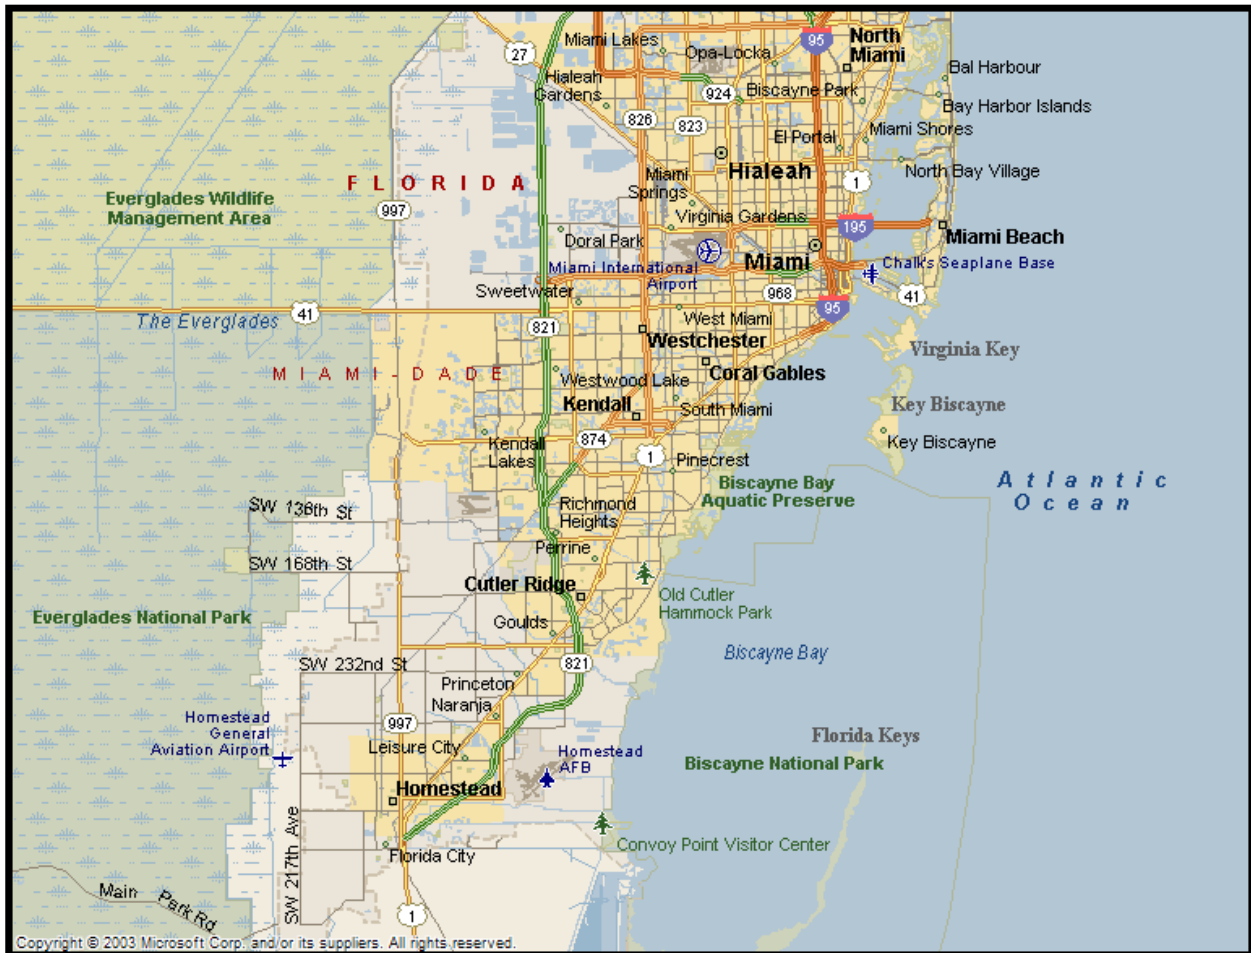 27
Miami Lakes
95
North
Miami
Opa-Locka
Bal Harbour
Hialeah
Gardens
924
Biscayne Park
Bay Harbor Islands
826
823
El Portal
Miami Shores
Hialeah
North Bay Village
FLORIDA
Miami
Springs
1
Everglades Wildlife
Management Area
997
Virginia Gardens
195
Doral Park
Miami Beach
Miami International
Airport
Miami
Chalk's Seaplane Base
Sweetwater
968
41
41
The Everglades
821
West Miami
95
Westchester
Virginia Key
MIAMI-DADE
Westwood Lake
Coral Gables
Kendall
South Miami
Key Biscayne
Kendall
Lakes
874
1
Key Biscayne
Pinecrest
Biscayne Bay
Aquatic Preserve
Atlantic
Ocean
SW 136th St
Richmond
Heights
Perrine
SW 168th St
Cutler Ridge
Old Cutler
Hammock Park
Everglades National Park
Goulds
SW 232nd St
821
Biscayne Bay
Princeton
Naranja
Homestead
General
Aviation Airport
997
Leisure City
Homestead
AFB
Florida Keys
Biscayne National Park
Homestead
SW 217th Ave
Florida City
Convoy Point Visitor Center
Main Park Rd
1
Copyright © 2003 Microsoft Corp. and/or its suppliers. All rights reserved.